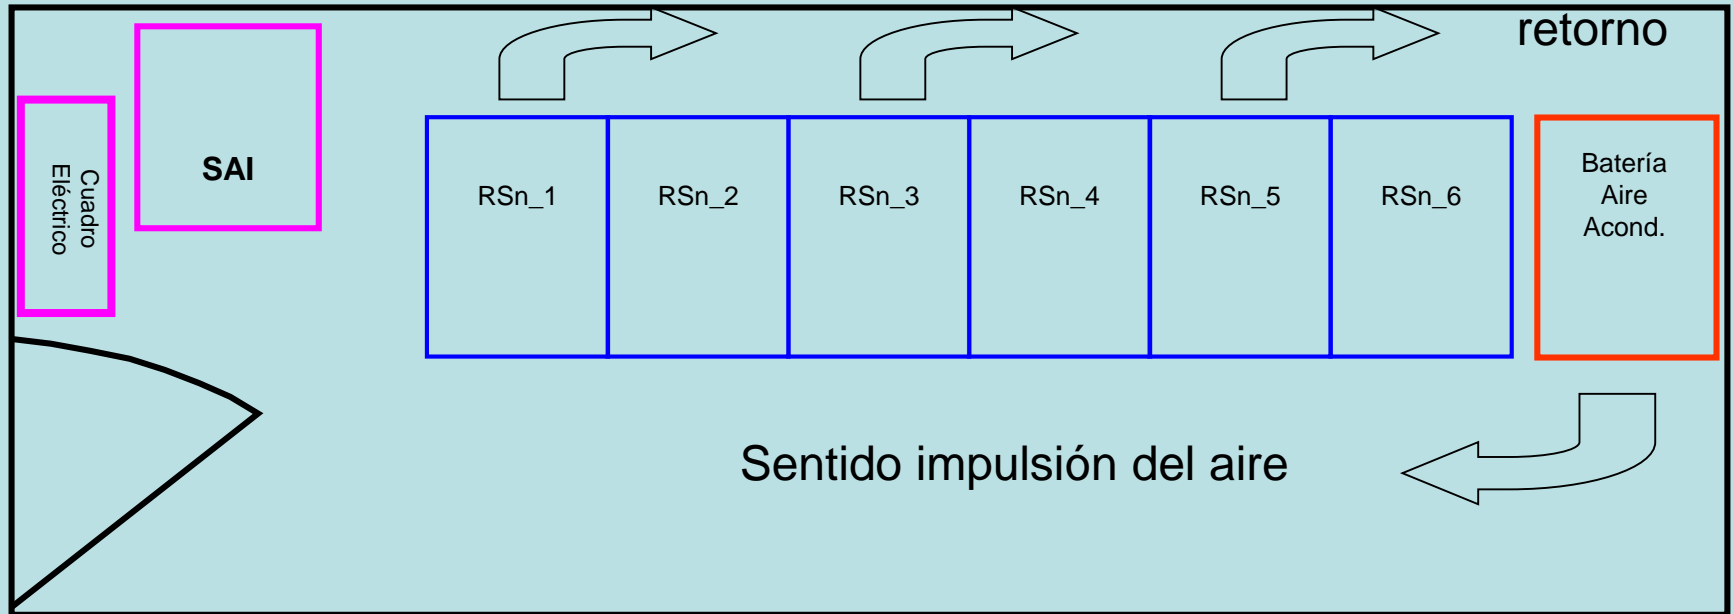 retorno
SAI
Cuadro
Eléctrico
RSn_1
RSn_2
RSn_3
RSn_4
RSn_5
RSn_6
Batería
Aire
Acond.
Sentido impulsión del aire